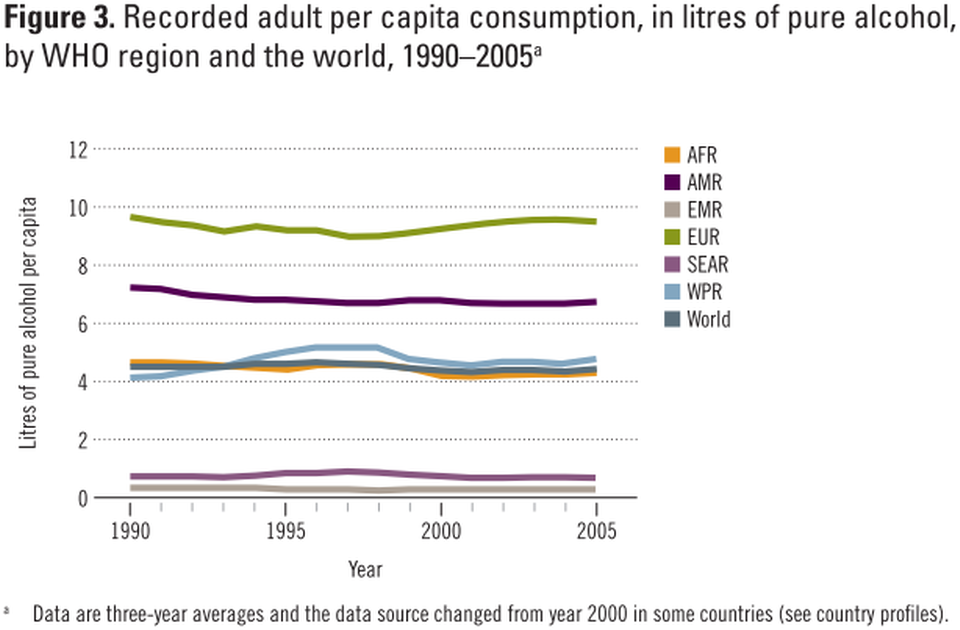 Figure 3. Recorded adult per capita consumption, in litres of pure alcohol,
by WHO region and the world, 1990–2005ᵃ
Litres of pure alcohol per capita
12
10
8
6
4
2
0
1990
1995
2000
2005
Year
AFR
AMR
EMR
EUR
SEAR
WPR
World
ᵃ Data are three-year averages and the data source changed from year 2000 in some countries (see country profiles).